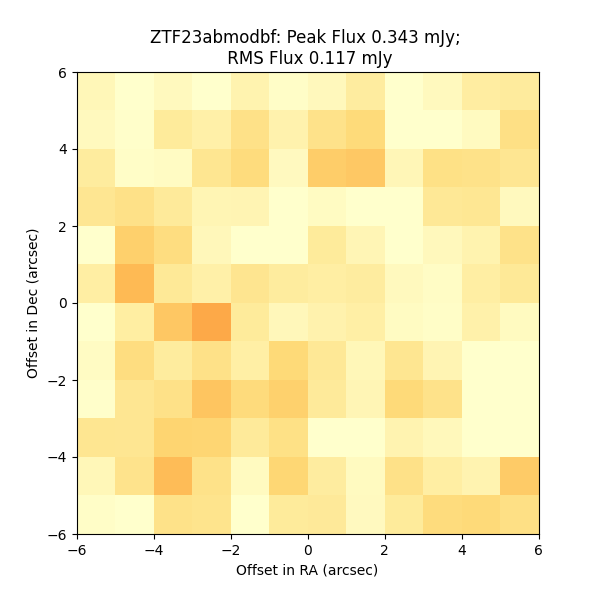 ZTF23abmodbf: Peak Flux 0.343 mJy;
RMS Flux 0.117 mJy
6
4
2
0
−2
−4
−6
Offset in Dec (arcsec)
−6 −4 −2 0 2 4 6
Offset in RA (arcsec)